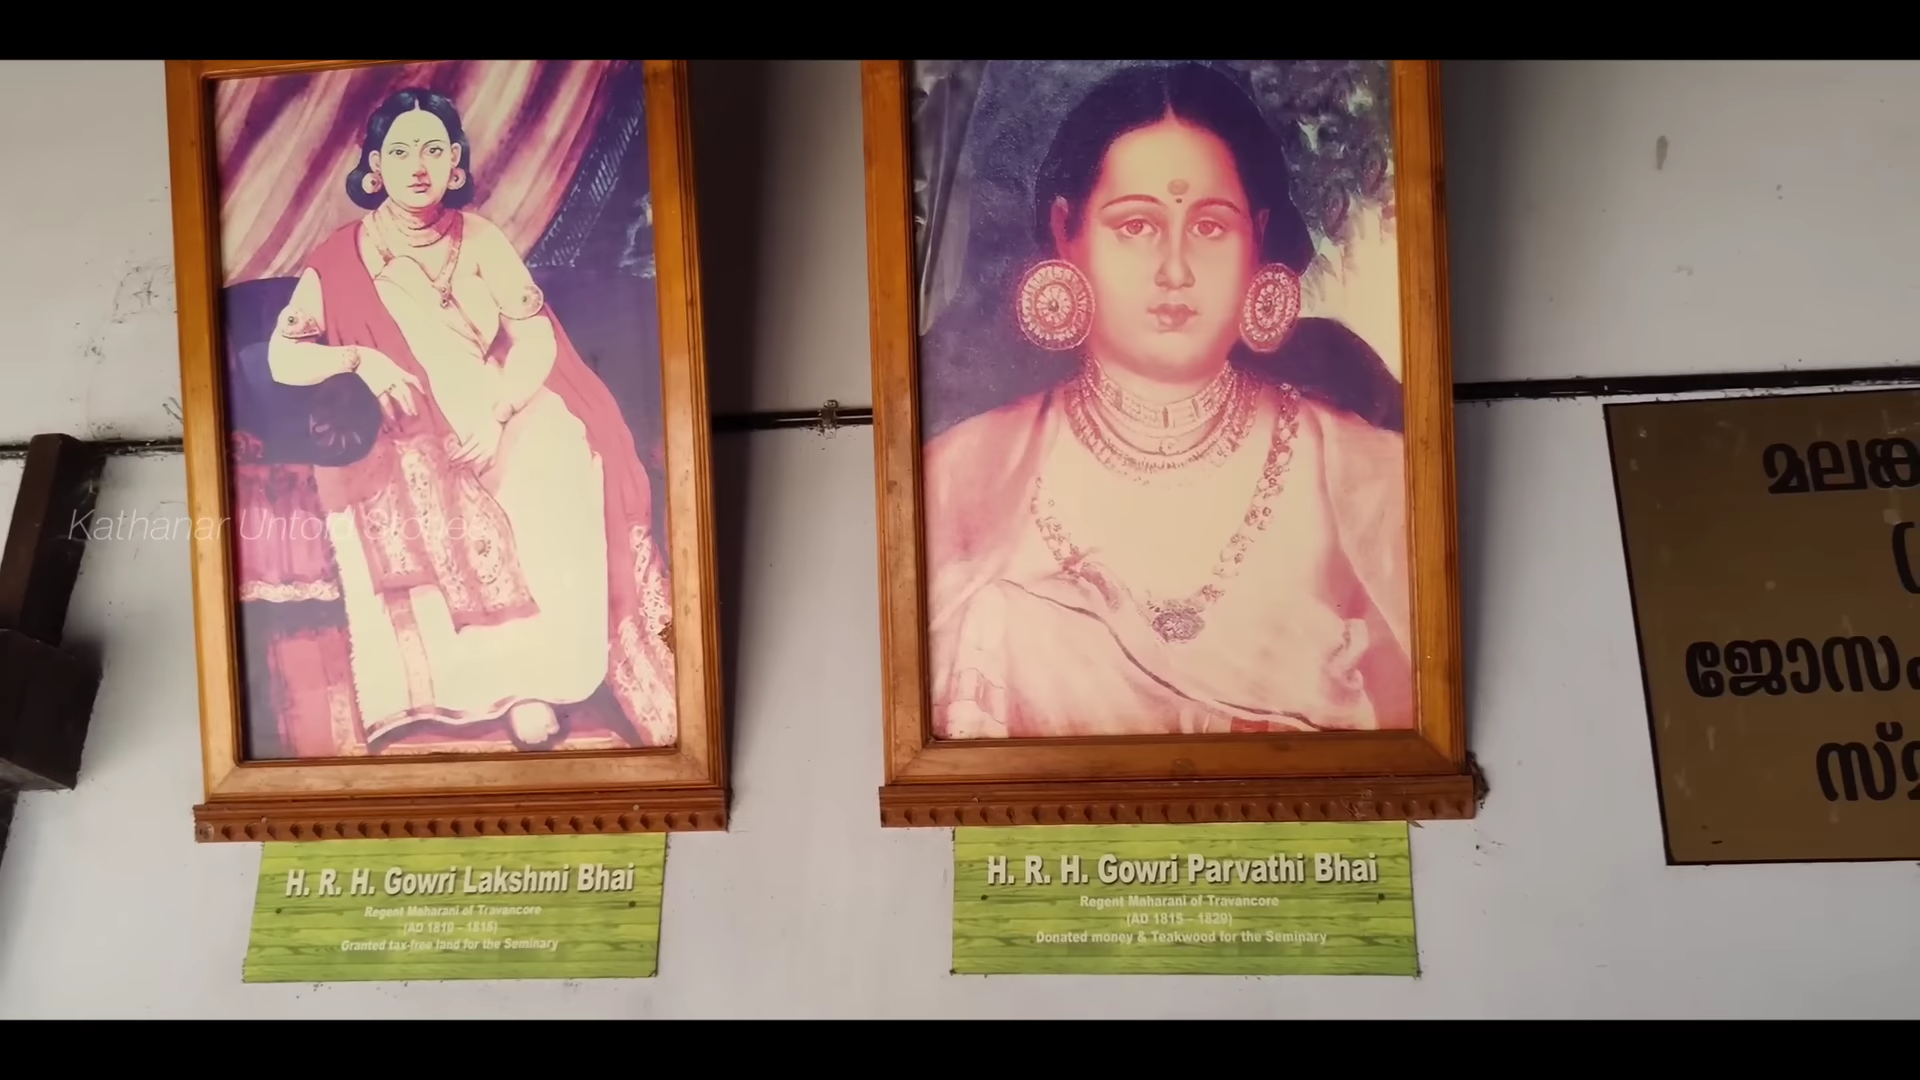 Kathanar Untold Stories
H. R. H. Gowri Lakshmi Bhai
Regent Maharani of Travancore
(AD 1810 – 1815)
Granted tax-free land for the Seminary
H. R. H. Gowri Parvathi Bhai
Regent Maharani of Travancore
(AD 1815 – 1829)
Donated money & Teakwood for the Seminary